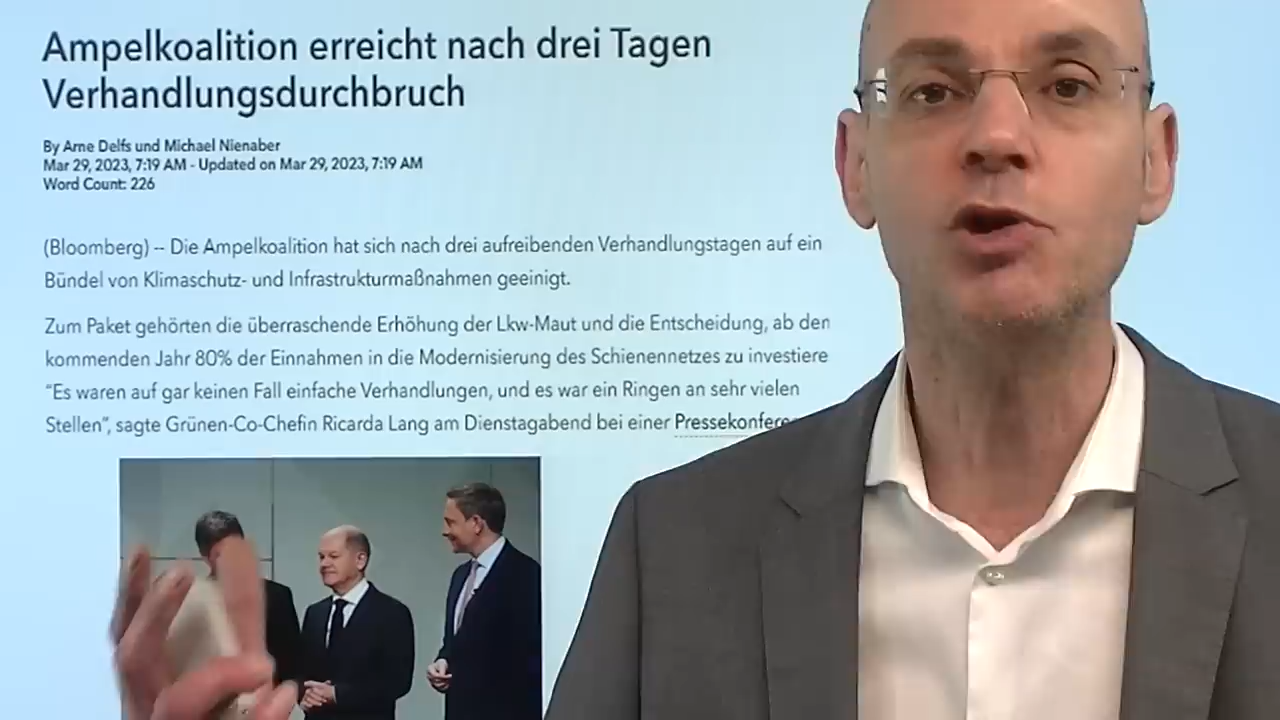 Ampelkoalition erreicht nach drei Tagen
Verhandlungsdurchbruch
By Arne Delfs und Michael Nienaber
Mar 29, 2023, 7:19 AM - Updated on Mar 29, 2023, 7:19 AM
Word Count: 226
(Bloomberg) -- Die Ampelkoalition hat sich nach drei aufreibenden Verhandlungstagen auf ein
Bündel von Klimaschutz- und Infrastrukturmaßnahmen geeinigt.
Zum Paket gehörten die überraschende Erhöhung der Lkw-Maut und die Entscheidung, ab den
kommenden Jahr 80% der Einnahmen in die Modernisierung des Schienennetzes zu investiere
“Es waren auf gar keinen Fall einfache Verhandlungen, und es war ein Ringen an sehr vielen
Stellen”, sagte Grünen-Co-Chefin Ricarda Lang am Dienstagabend bei einer